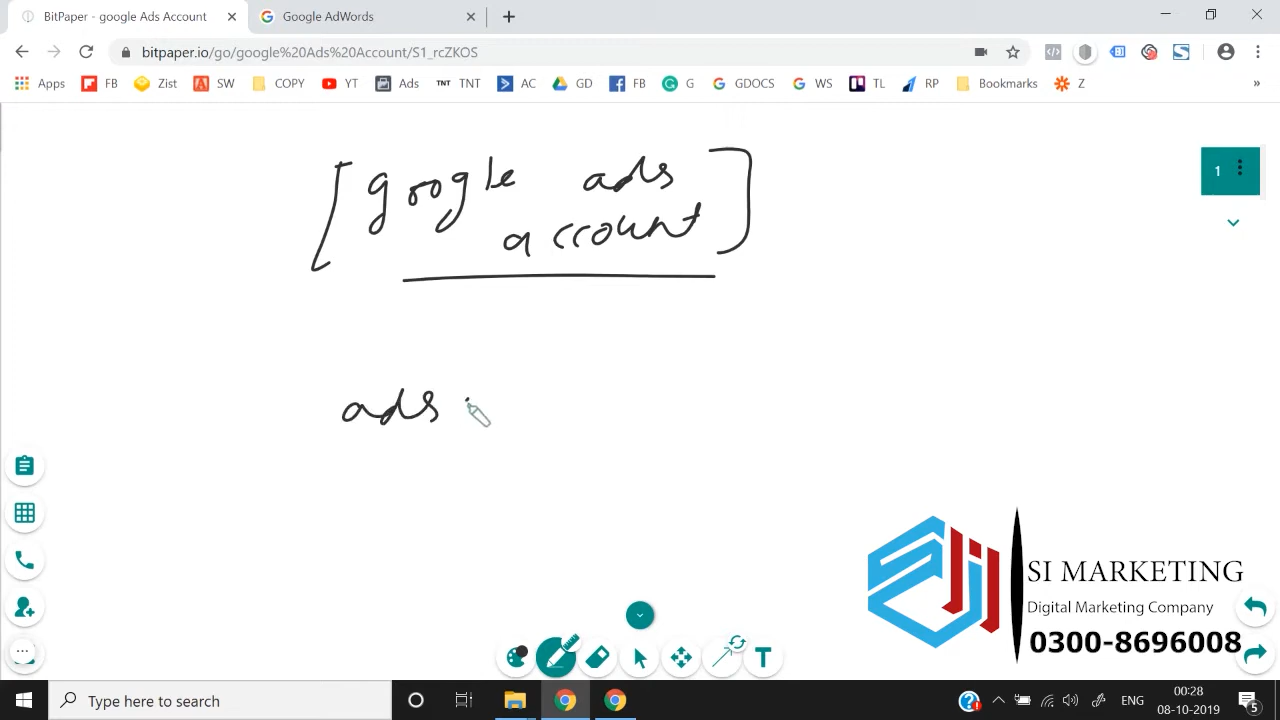 BitPaper - google Ads Account
Google AdWords
bitpaper.io/go/google%20Ads%20Account/S1_rcZKOS
Apps FB Zist SW COPY YT Ads TNT TNT AC GD FB G GDOCS WS TL RP Bookmarks Z »
[google ads
account]
1
ads
SI MARKETING
Digital Marketing Company
0300-8696008
T
Type here to search
ENG
00:28
08-10-2019
5